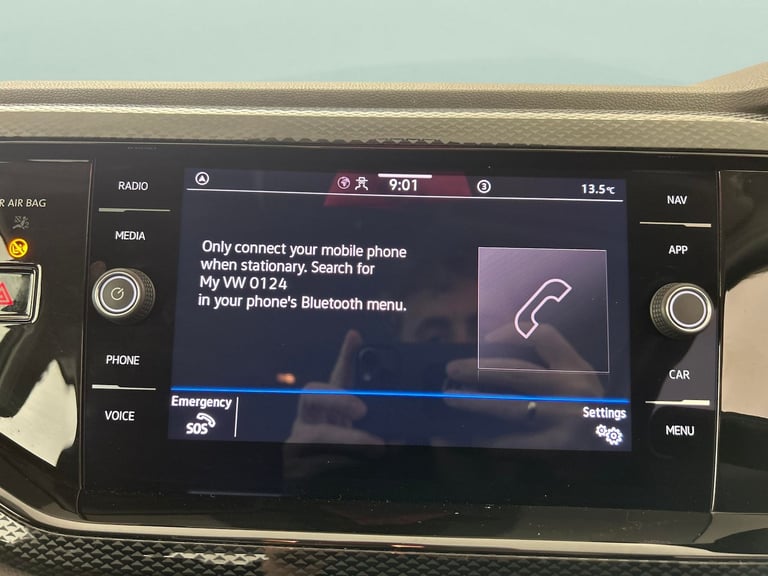 R AIR BAG
RADIO
MEDIA
PHONE
VOICE
9:01
3
13.5°C
Only connect your mobile phone
when stationary. Search for
My VW 0124
in your phone's Bluetooth menu.
Emergency
SOS
Settings
NAV
APP
CAR
MENU